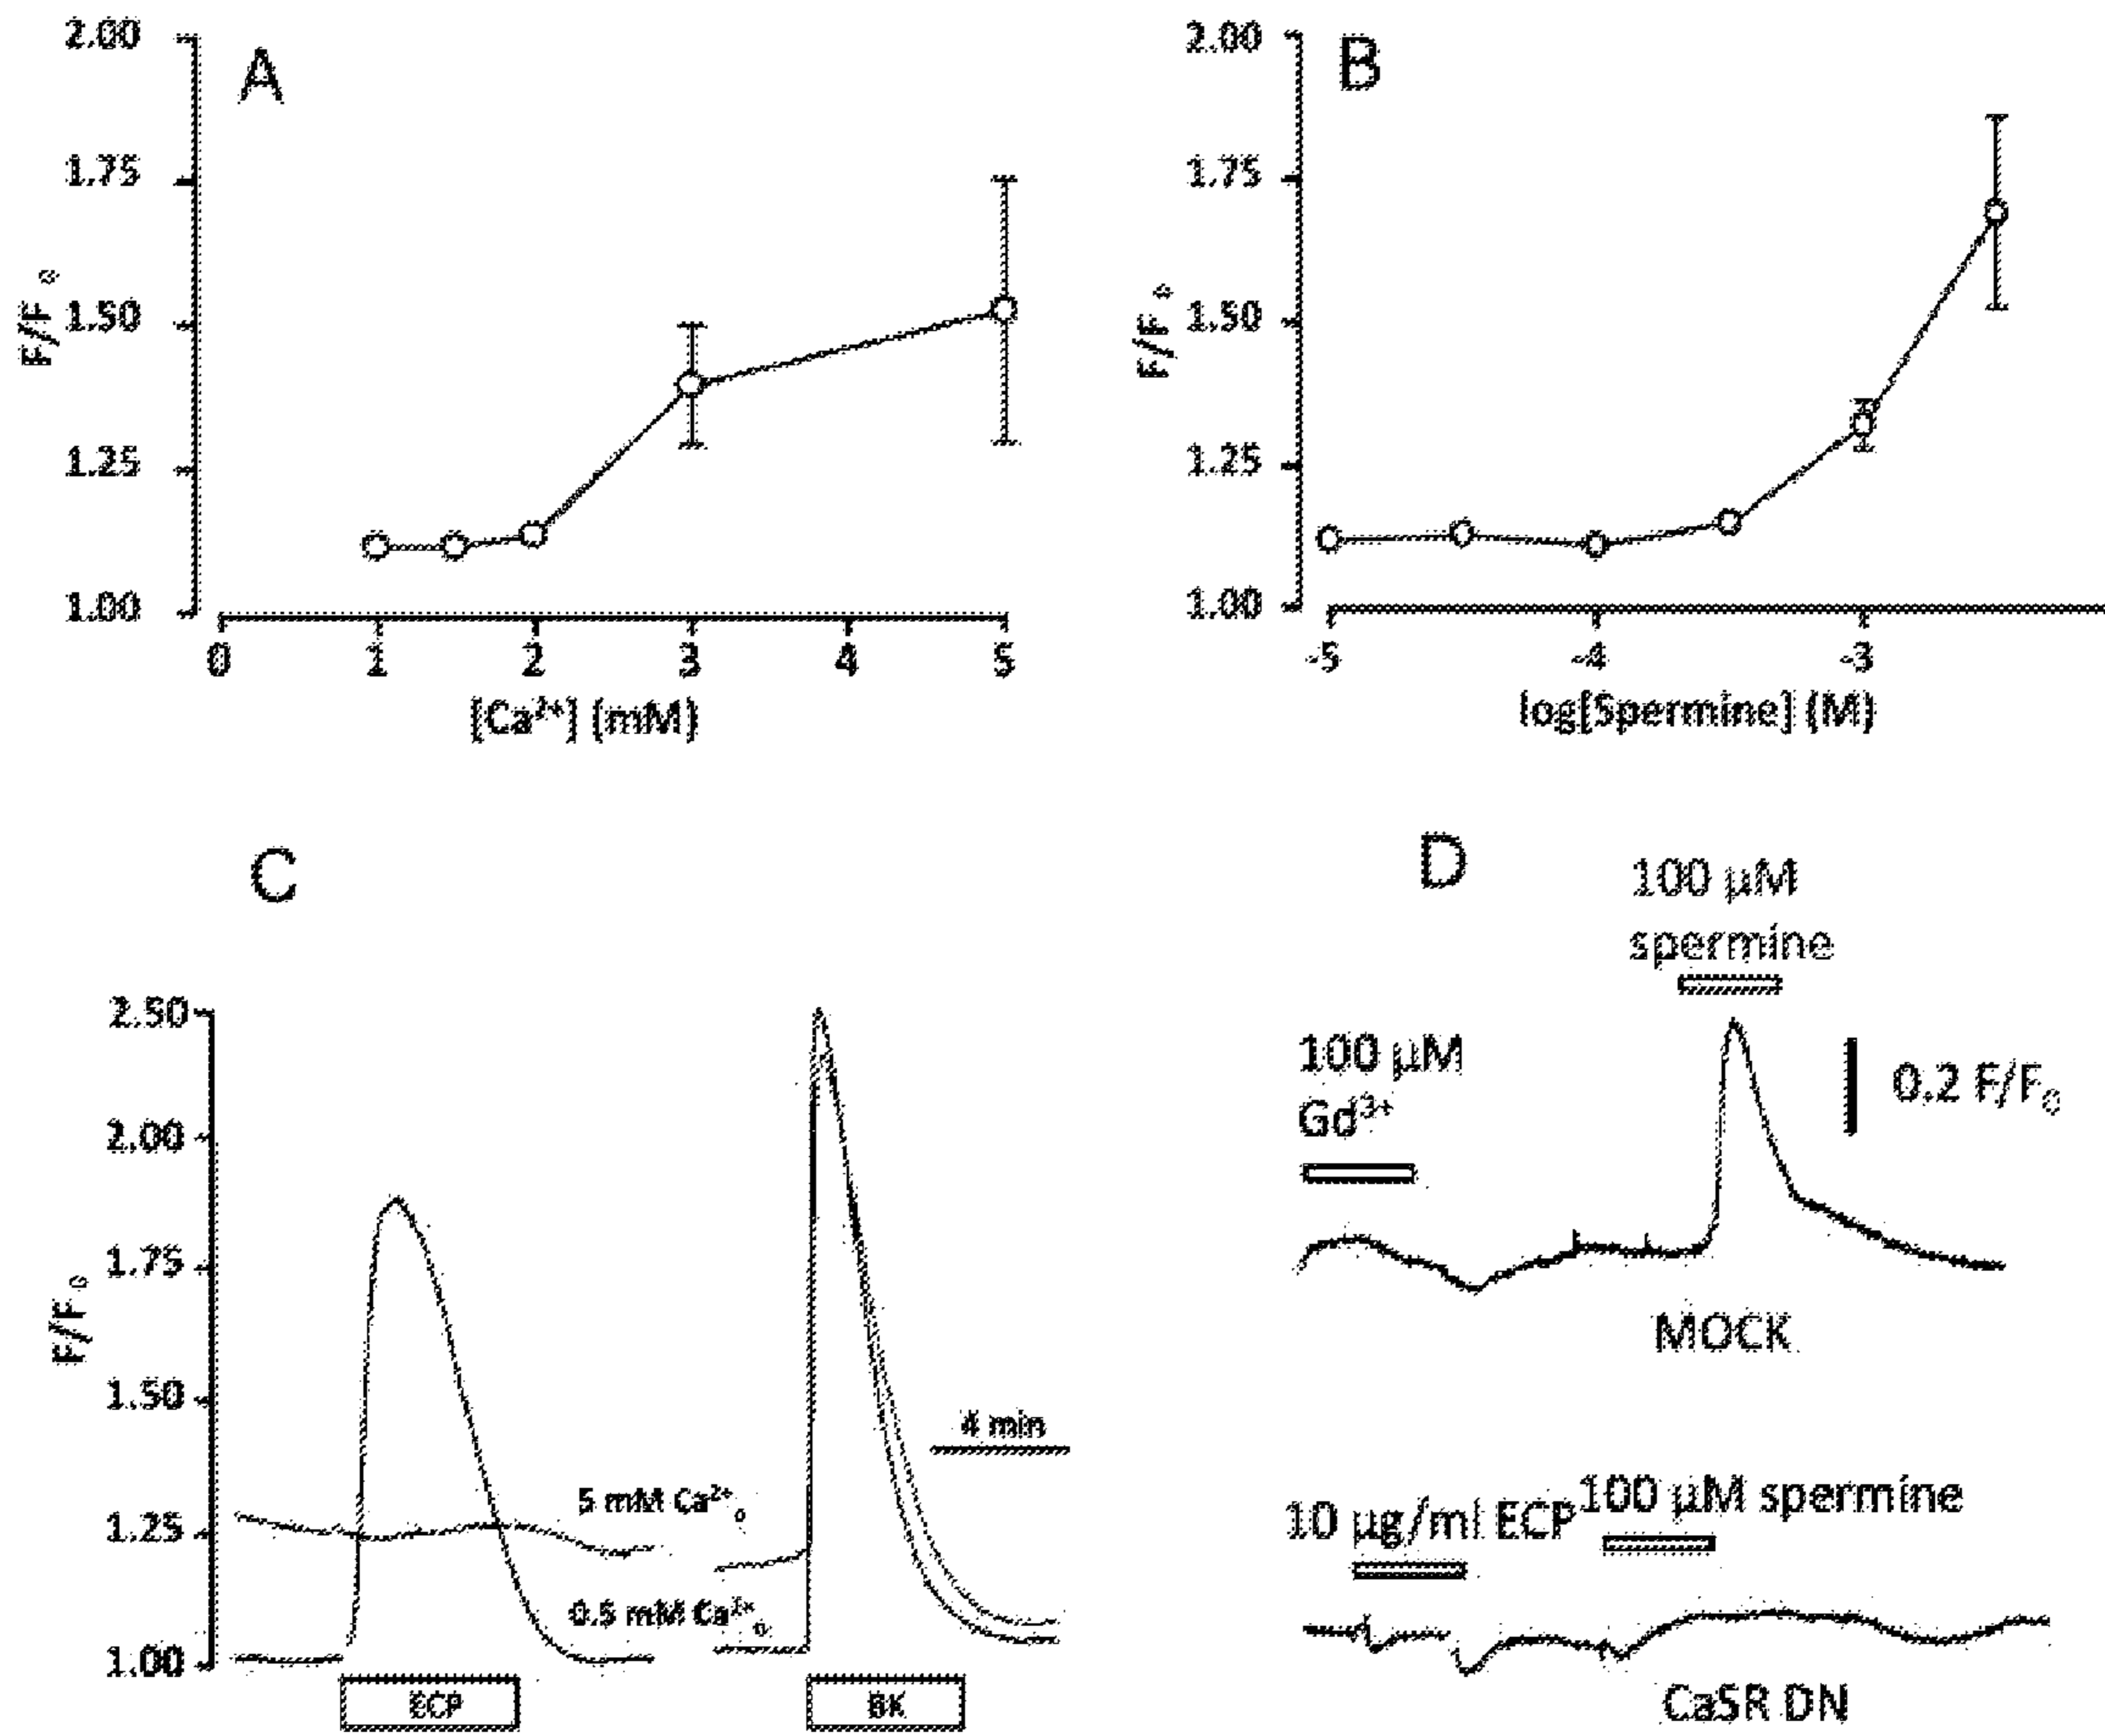 A
2.00
1.75
1.50
1.25
1.00
F/F₀
0 1 2 3 4 5
[Ca²⁺] (mM)
B
2.00
1.75
1.50
1.25
1.00
F/F₀
-5 -4 -3
log[Spermine] (M)
C
2.50
2.00
1.75
1.50
1.25
1.00
F/F₀
5 mM Ca²⁺₀
0.5 mM Ca²⁺₀
4 min
ECP
BK
D
100 μM
spermine
100 μM
Gd³⁺
0.2 F/F₀
MOCK
10 μg/ml ECP
100 μM spermine
CaSR DN